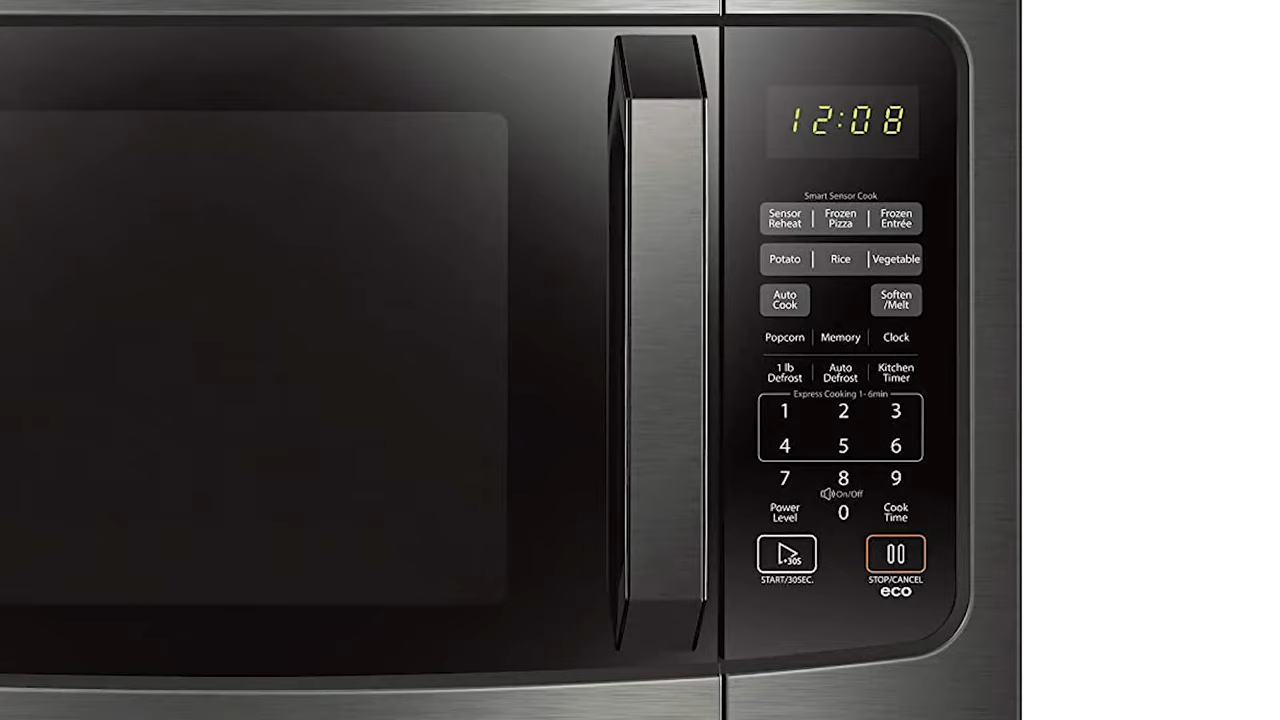 12:08
Smart Sensor Cook
Sensor Reheat | Frozen Pizza | Frozen Entrée
Potato | Rice | Vegetable
Auto Cook Soften /Melt
Popcorn | Memory | Clock
1 lb Defrost | Auto Defrost | Kitchen Timer
Express Cooking 1- 6min
1 2 3
4 5 6
7 8 9
On/Off
Power Level 0 Cook Time
+30S
START/30SEC. STOP/CANCEL
eco